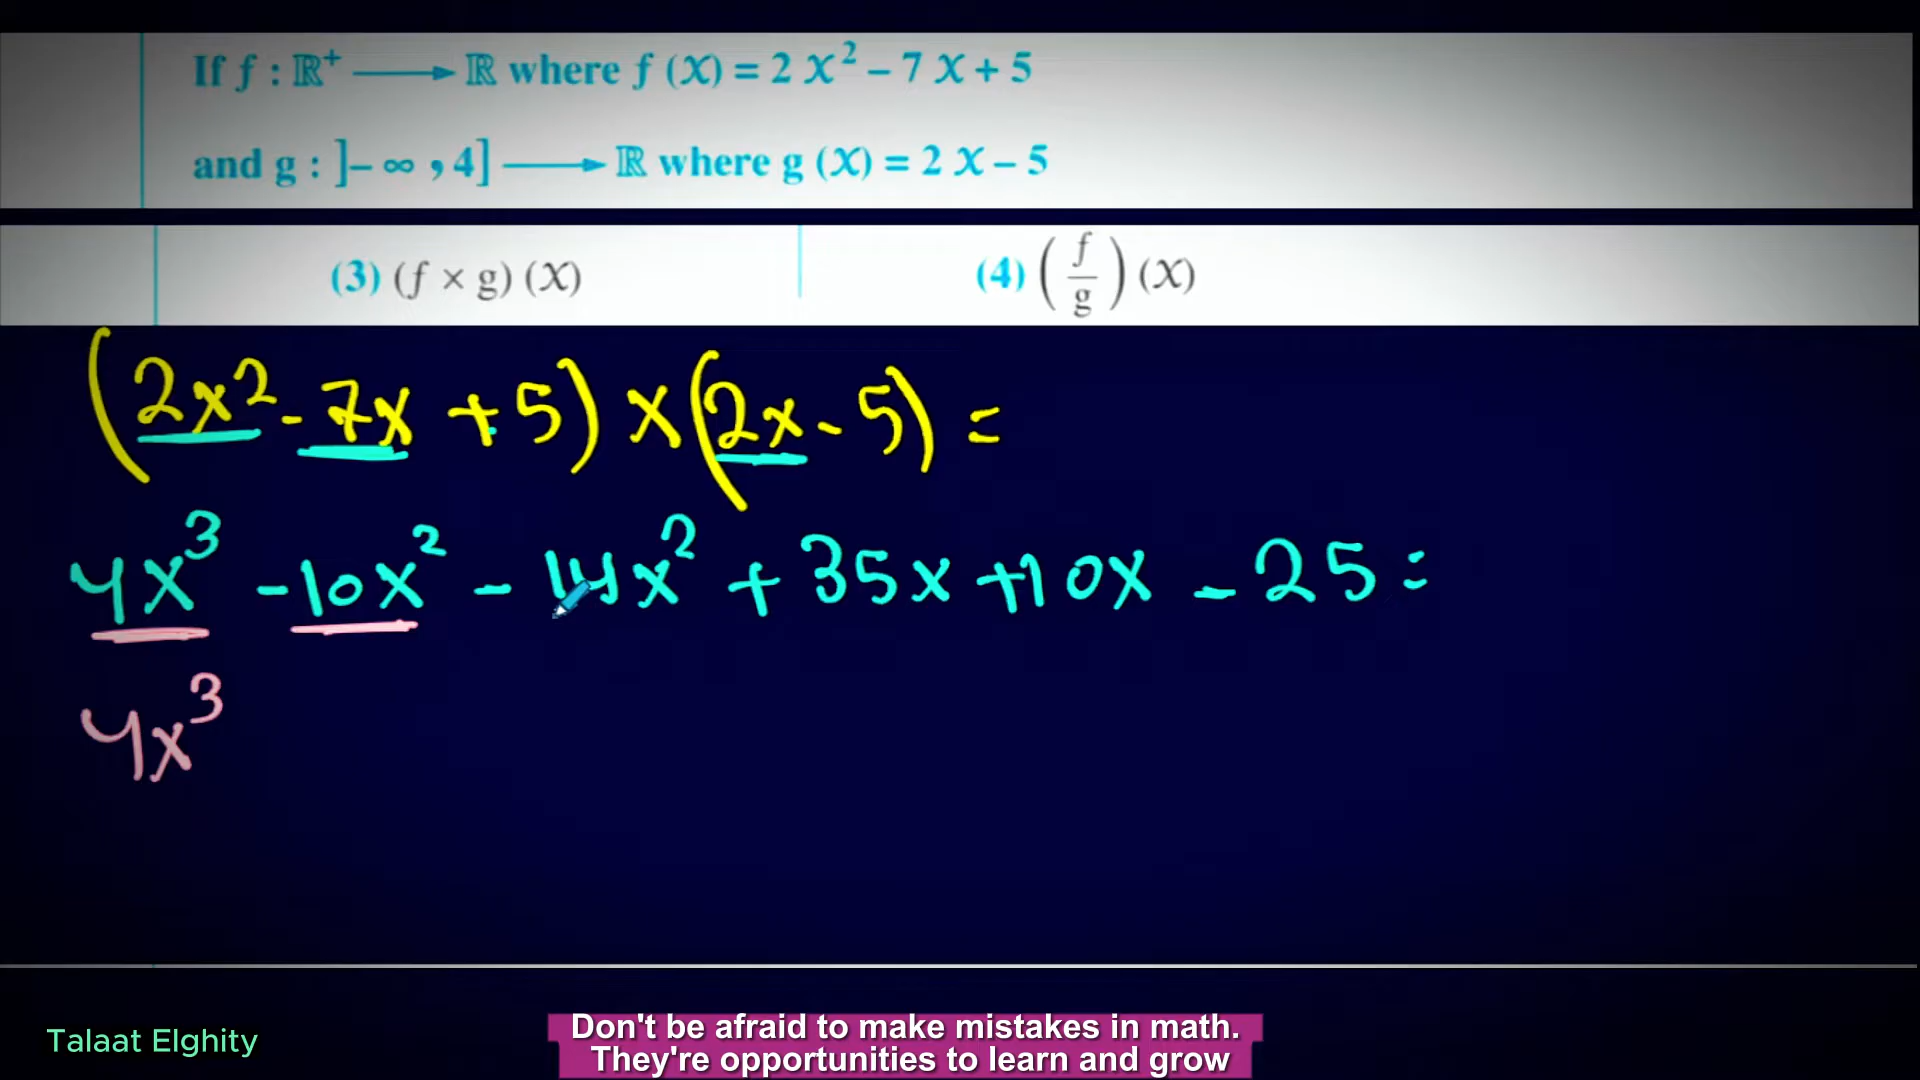 If f : ℝ⁺ ⟶ ℝ where f (X) = 2 X² – 7 X + 5
and g : ]– ∞ , 4] ⟶ ℝ where g (X) = 2 X – 5
(3) (f × g) (X)
(4) (f/g) (X)
(2x² - 7x + 5) × (2x - 5) =
4x³ - 10x² - 14x² + 35x + 10x - 25 =
4x³
Talaat Elghity
Don't be afraid to make mistakes in math.
They're opportunities to learn and grow